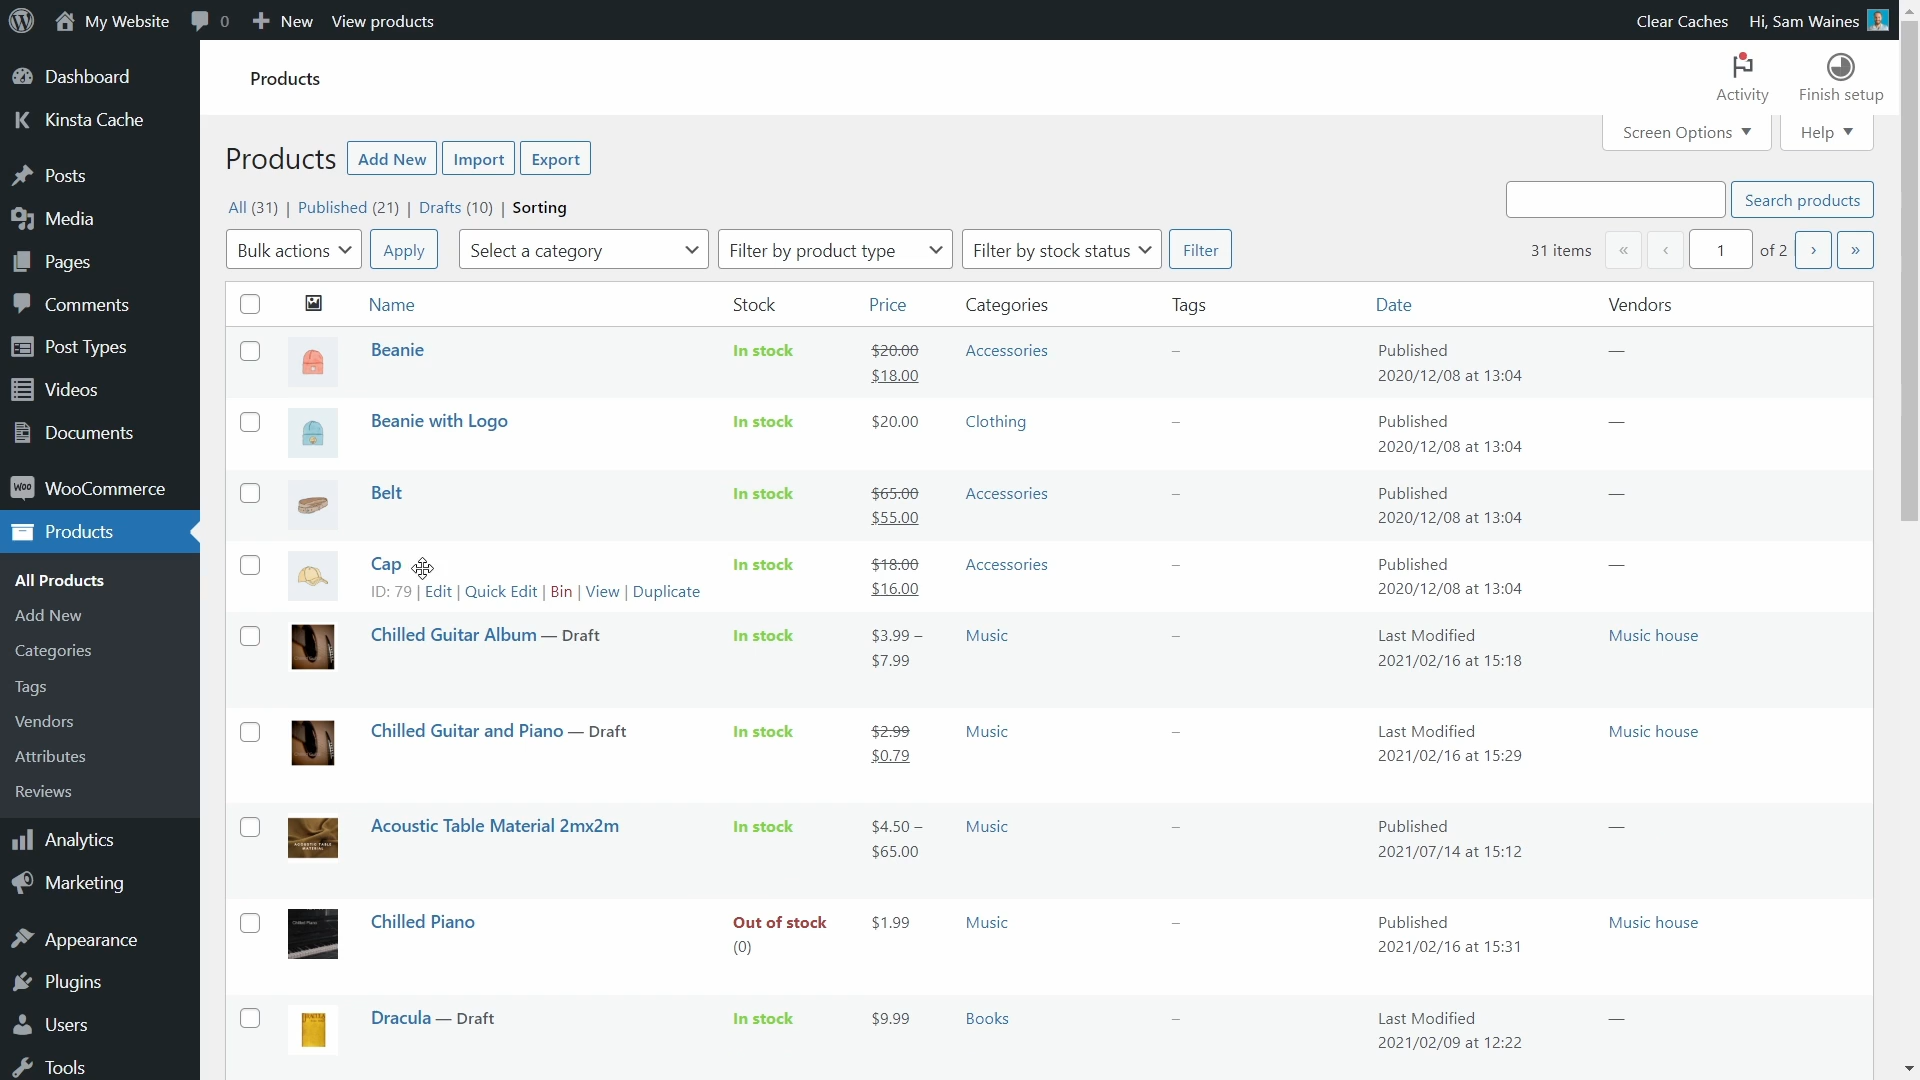 My Website 0 New View products Clear Caches Hi, Sam Waines
Products Activity Finish setup
Screen Options Help
Dashboard
Kinsta Cache
Posts
Media
Pages
Comments
Post Types
Videos
Documents
Woo WooCommerce
Products
All Products
Add New
Categories
Tags
Vendors
Attributes
Reviews
Analytics
Marketing
Appearance
Plugins
Users
Tools
Products Add New Import Export
All (31) | Published (21) | Drafts (10) | Sorting
Search products
Bulk actions Apply Select a category Filter by product type Filter by stock status Filter 31 items « ‹ 1 of 2 › »
Name Stock Price Categories Tags Date Vendors
Beanie In stock $20.00 Accessories – Published —
$18.00 2020/12/08 at 13:04
Beanie with Logo In stock $20.00 Clothing – Published —
2020/12/08 at 13:04
Belt In stock $65.00 Accessories – Published —
$55.00 2020/12/08 at 13:04
Cap In stock $18.00 Accessories – Published —
ID: 79 | Edit | Quick Edit | Bin | View | Duplicate $16.00 2020/12/08 at 13:04
Chilled Guitar Album — Draft In stock $3.99 – Music – Last Modified Music house
$7.99 2021/02/16 at 15:18
Chilled Guitar and Piano — Draft In stock $2.99 Music – Last Modified Music house
$0.79 2021/02/16 at 15:29
Acoustic Table Material 2mx2m In stock $4.50 – Music – Published —
$65.00 2021/07/14 at 15:12
ACOUSTIC TABLE
MATERIAL
Chilled Piano Out of stock $1.99 Music – Published Music house
(0) 2021/02/16 at 15:31
Chilled Piano
Dracula — Draft In stock $9.99 Books – Last Modified —
2021/02/09 at 12:22